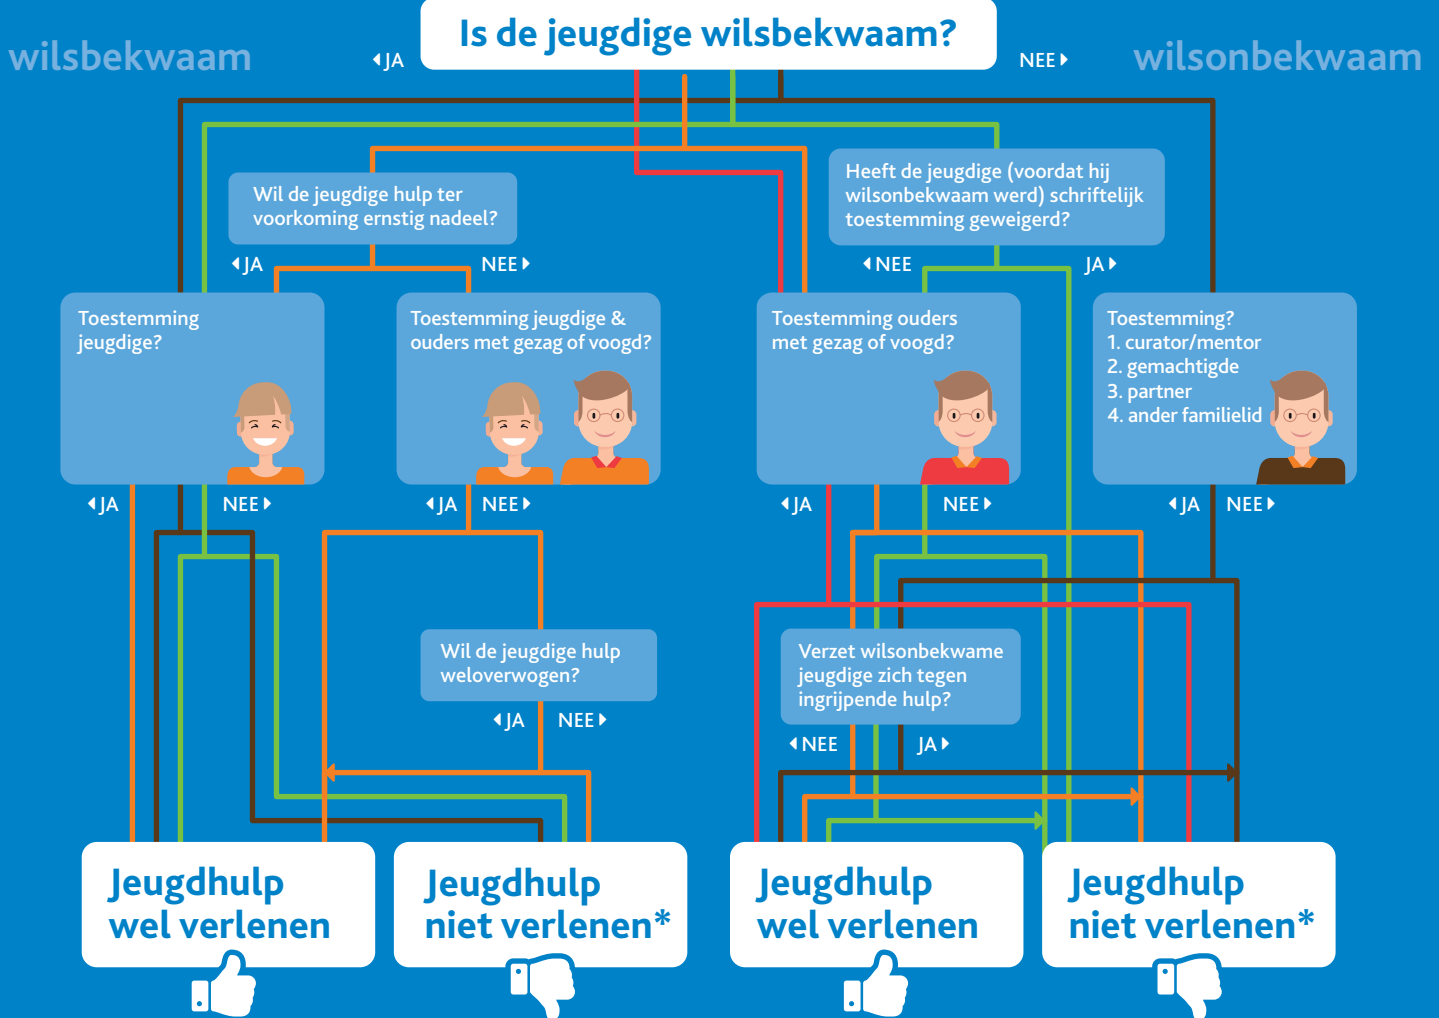 Is de jeugdige wilsbekwaam?
wilsbekwaam
JA
NEE
wilsonbekwaam
Wil de jeugdige hulp ter
voorkoming ernstig nadeel?
JA
NEE
Heeft de jeugdige (voordat hij
wilsonbekwaam werd) schriftelijk
toestemming geweigerd?
NEE
JA
Toestemming
jeugdige?
JA
NEE
Toestemming jeugdige &
ouders met gezag of voogd?
JA
NEE
Toestemming ouders
met gezag of voogd?
JA
NEE
Toestemming?
1. curator/mentor
2. gemachtigde
3. partner
4. ander familielid
JA
NEE
Wil de jeugdige hulp
weloverwogen?
JA
NEE
Verzet wilsonbekwame
jeugdige zich tegen
ingrijpende hulp?
NEE
JA
Jeugdhulp
wel verlenen
Jeugdhulp
niet verlenen*
Jeugdhulp
wel verlenen
Jeugdhulp
niet verlenen*